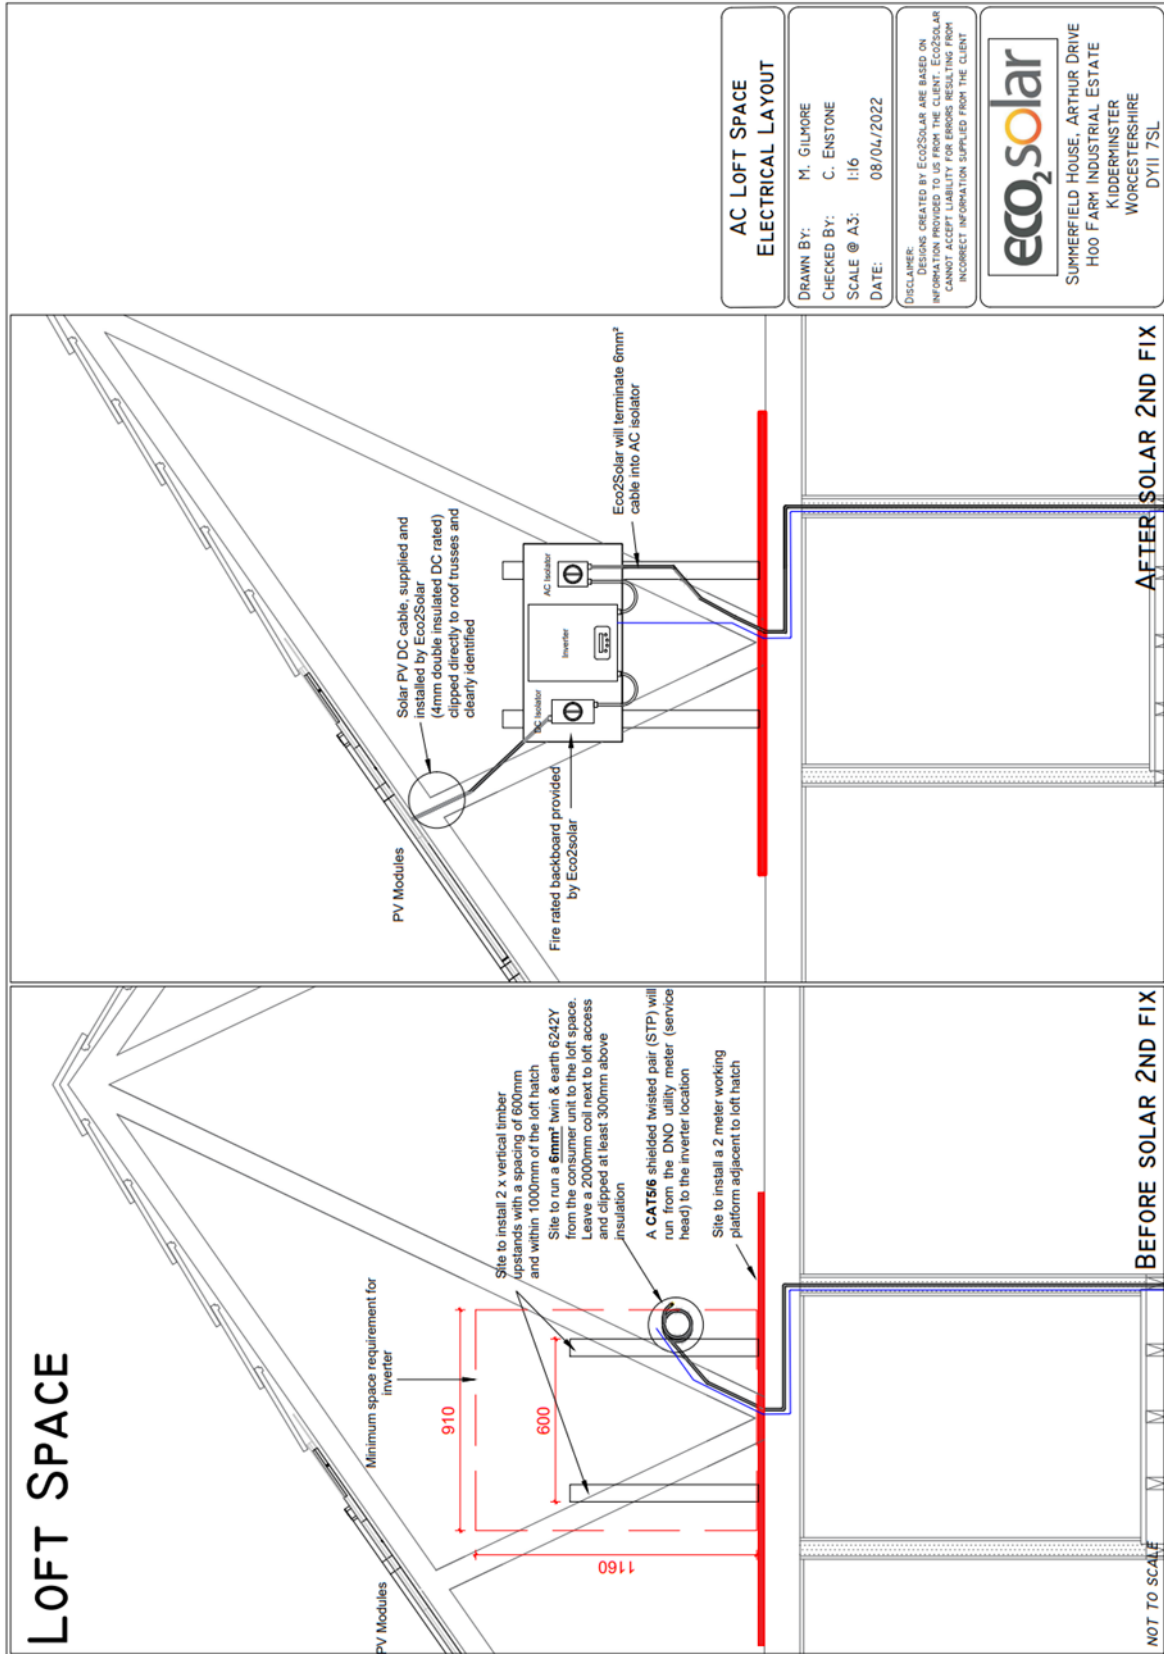 LOFT SPACE
PV Modules
Minimum space requirement for
inverter
910
600
1160
Site to install 2 x vertical timber
upstands with a spacing of 600mm
and within 1000mm of the loft hatch
Site to run a 6mm² twin & earth 6242Y
from the consumer unit to the loft space.
Leave a 2000mm coil next to loft access
and clipped at least 300mm above
insulation
A CAT5/6 shielded twisted pair (STP) will
run from the DNO utility meter (service
head) to the inverter location
Site to install a 2 meter working
platform adjacent to loft hatch
NOT TO SCALE
BEFORE SOLAR 2ND FIX
PV Modules
Solar PV DC cable, supplied and
installed by Eco2Solar
(4mm double insulated DC rated)
clipped directly to roof trusses and
clearly identified
Fire rated backboard provided
by Eco2solar
DC Isolator
Inverter
AC Isolator
Eco2Solar will terminate 6mm²
cable into AC isolator
AFTER SOLAR 2ND FIX
AC LOFT SPACE
ELECTRICAL LAYOUT
DRAWN BY: M. GILMORE
CHECKED BY: C. ENSTONE
SCALE @ A3: 1:16
DATE: 08/04/2022
DISCLAIMER:
DESIGNS CREATED BY ECO2SOLAR ARE BASED ON
INFORMATION PROVIDED TO US FROM THE CLIENT. ECO2SOLAR
CANNOT ACCEPT LIABILITY FOR ERRORS RESULTING FROM
INCORRECT INFORMATION SUPPLIED FROM THE CLIENT
eco₂solar
SUMMERFIELD HOUSE, ARTHUR DRIVE
HOO FARM INDUSTRIAL ESTATE
KIDDERMINSTER
WORCESTERSHIRE
DY11 7SL